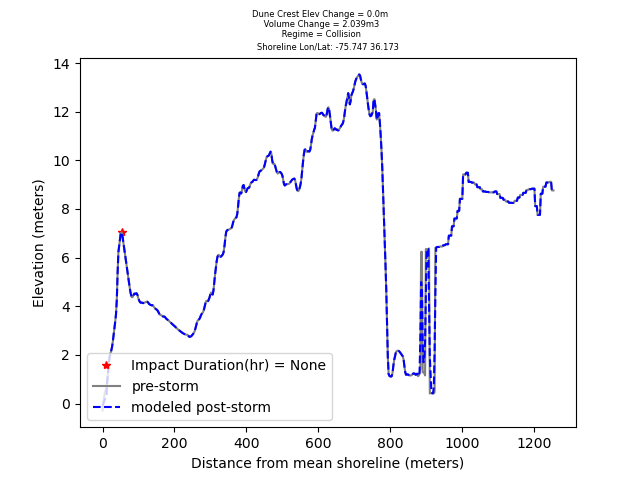 Dune Crest Elev Change = 0.0m
Volume Change = 2.039m3
Regime = Collision
Shoreline Lon/Lat: -75.747 36.173
14
12
10
8
6
4
2
0
Elevation (meters)
Impact Duration(hr) = None
pre-storm
modeled post-storm
0 200 400 600 800 1000 1200
Distance from mean shoreline (meters)